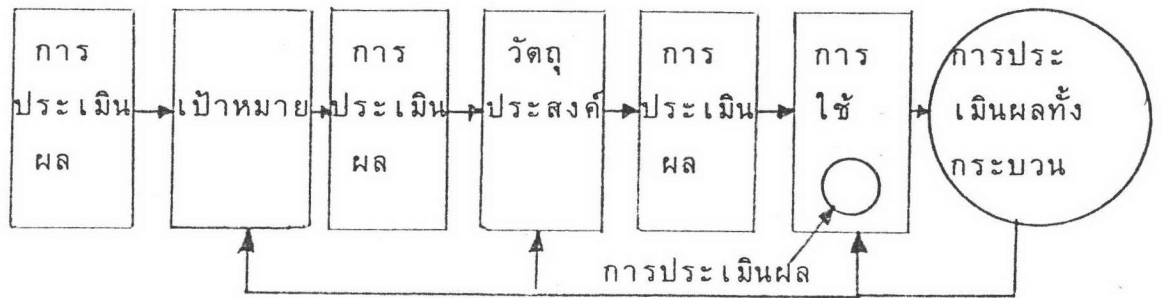 การ
ประเมิน
ผล
เป้าหมาย
การ
ประเมิน
ผล
วัตถุ
ประสงค์
การ
ประเมิน
ผล
การ
ใช้
การประ
เมินผลทั้ง
กระบวน
การประเมินผล